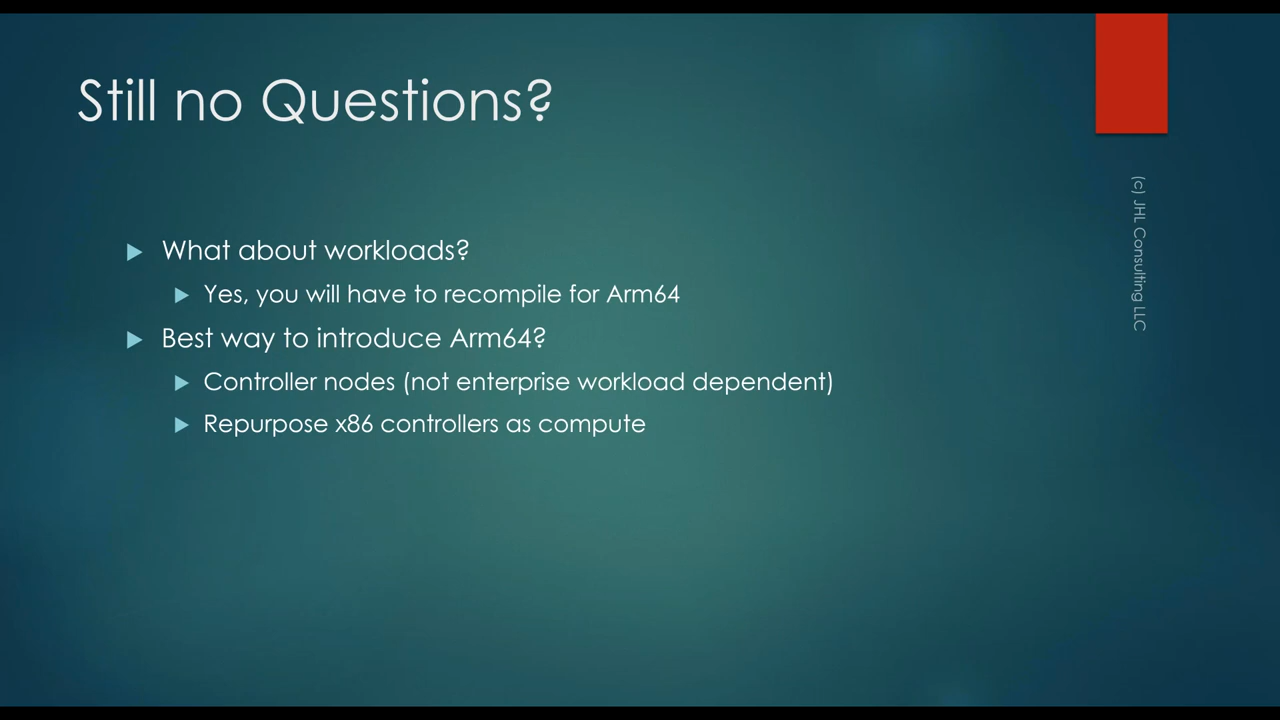 Still no Questions?
What about workloads?
Yes, you will have to recompile for Arm64
Best way to introduce Arm64?
Controller nodes (not enterprise workload dependent)
Repurpose x86 controllers as compute
(c) JHL Consulting LLC